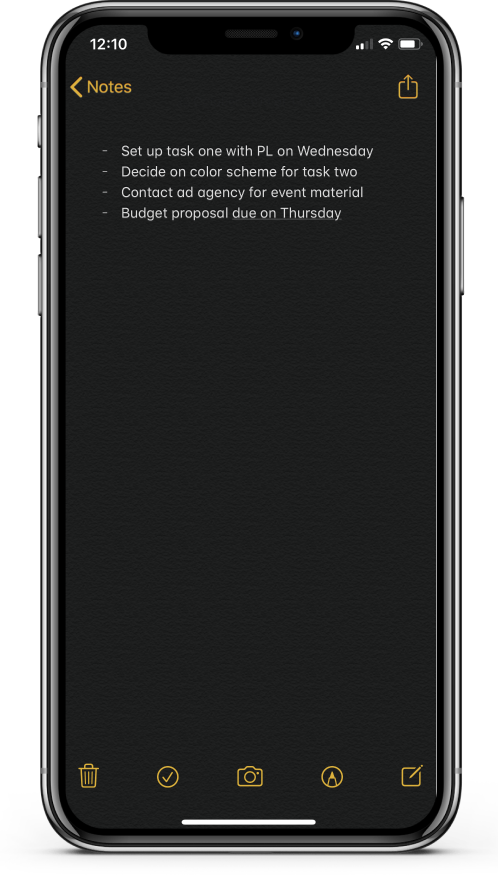 12:10
Notes
- Set up task one with PL on Wednesday
- Decide on color scheme for task two
- Contact ad agency for event material
- Budget proposal due on Thursday